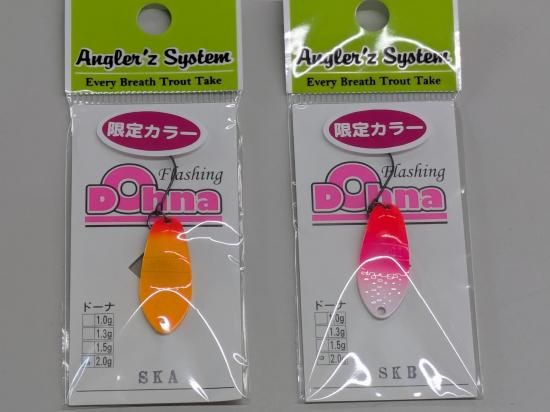 Angler'z System
Every Breath Trout Take
限定カラー
Flashing
Dohna
ドーナ
1.0g
1.3g
1.5g
2.0g
SKA
Angler'z System
Every Breath Trout Take
限定カラー
Flashing
Dohna
ドーナ
1.0g
1.3g
1.5g
2.0g
SKB